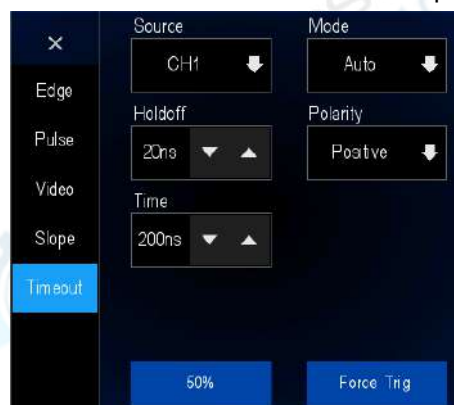 ×
Edge
Pulse
Video
Slope
Timeout
Source
CH1
Mode
Auto
Holdoff
20ns
Polarity
Positive
Time
200ns
50%
Force Trig